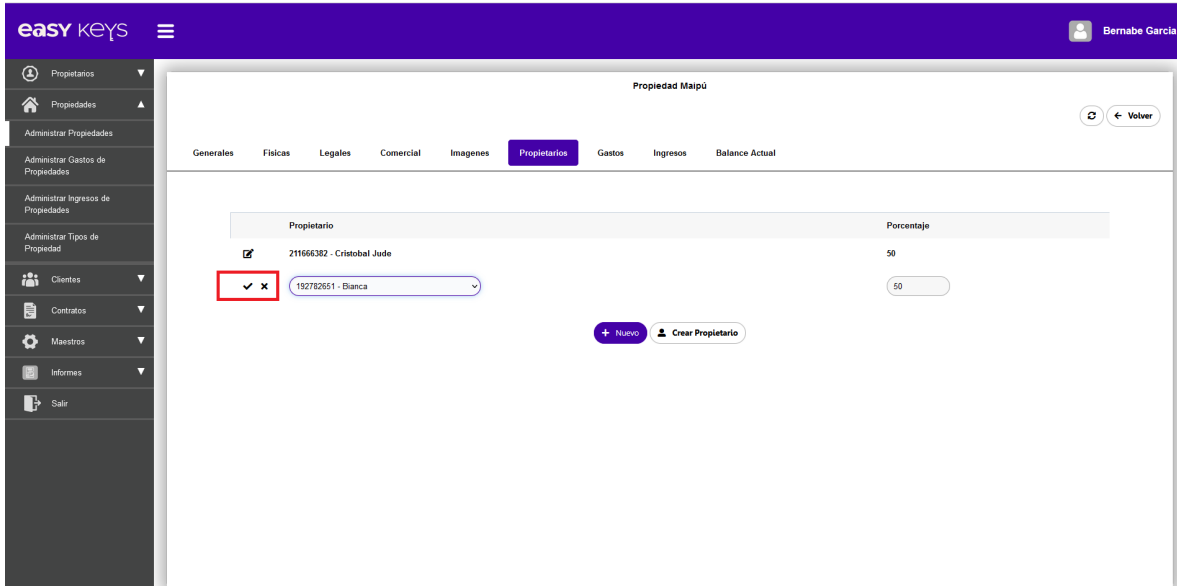 easy keys
Bernabe Garcia
Propietarios
Propiedades
Administrar Propiedades
Administrar Gastos de
Propiedades
Administrar Ingresos de
Propiedades
Administrar Tipos de
Propiedad
Clientes
Contratos
Maestros
Informes
Salir
Propiedad Maipú
Volver
Generales Fisicas Legales Comercial Imagenes Propietarios Gastos Ingresos Balance Actual
Propietario Porcentaje
211666382 - Cristobal Jude 50
192782651 - Bianca 50
+ Nuevo Crear Propietario